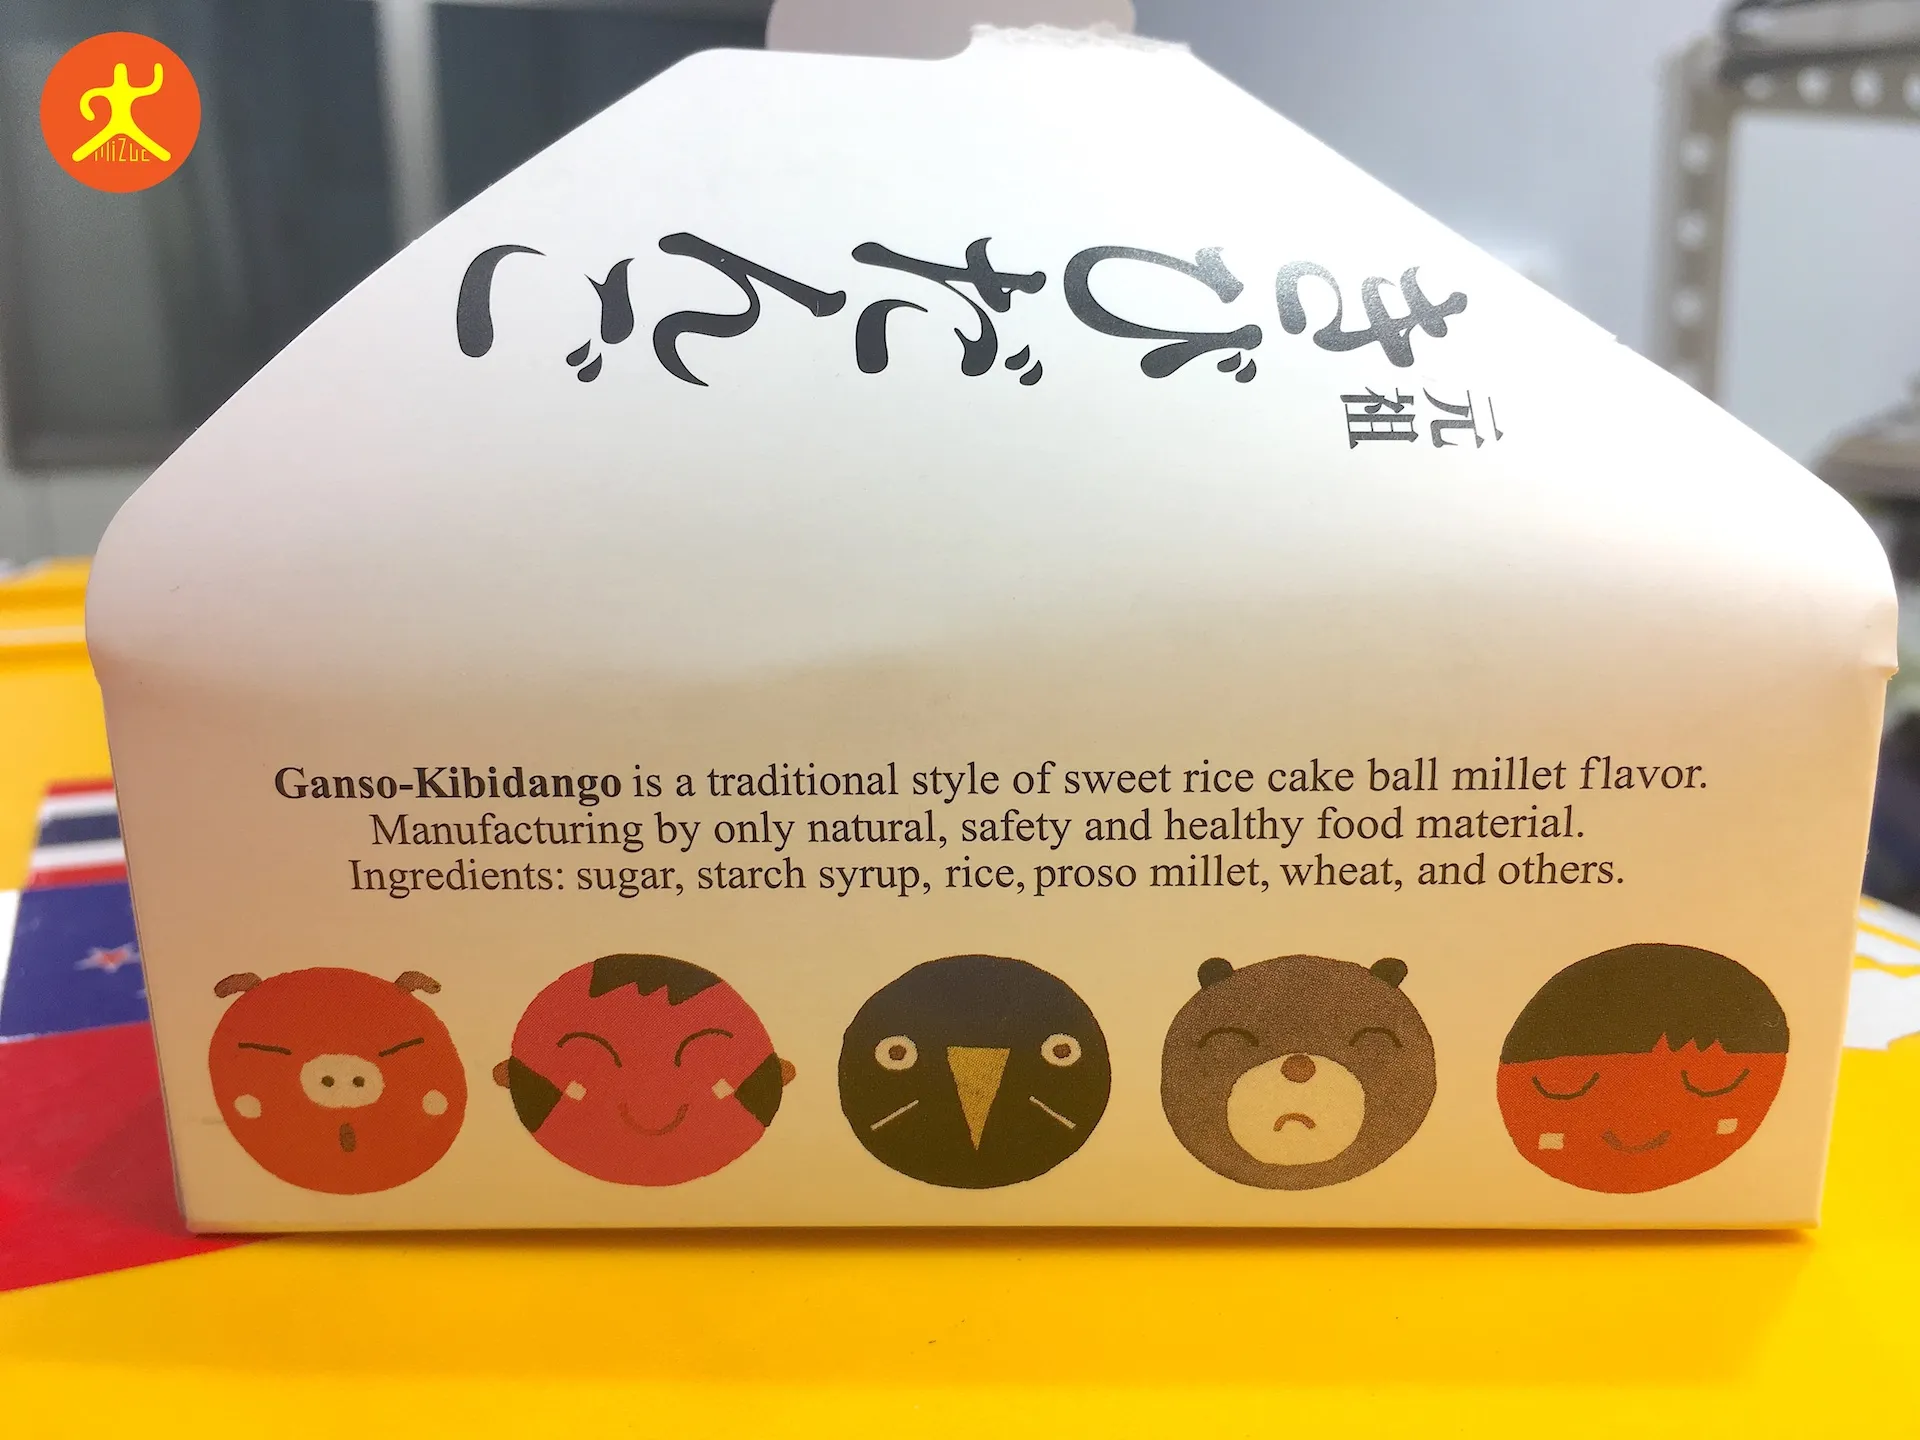 MiZUE
元祖
きびだんご
Ganso-Kibidango is a traditional style of sweet rice cake ball millet flavor.
Manufacturing by only natural, safety and healthy food material.
Ingredients: sugar, starch syrup, rice, proso millet, wheat, and others.